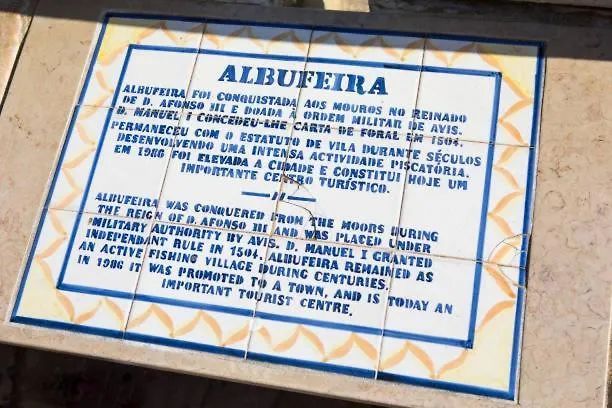 ALBUFEIRA
ALBUFEIRA FOI CONQUISTADA AOS MOUROS NO REINADO
DE D. AFONSO III E DOADA À ORDEM MILITAR DE AVIS.
D. MANUEL I CONCEDEU-LHE CARTA DE FORAL EM 1504.
PERMANECEU COM O ESTATUTO DE VILA DURANTE SÉCULOS
DESENVOLVENDO UMA INTENSA ACTIVIDADE PISCATÓRIA.
EM 1986 FOI ELEVADA A CIDADE E CONSTITUI HOJE UM
IMPORTANTE CENTRO TURÍSTICO.
ALBUFEIRA WAS CONQUERED FROM THE MOORS DURING
THE REIGN OF D. AFONSO III AND WAS PLACED UNDER
MILITARY AUTHORITY BY AVIS. D. MANUEL I GRANTED
INDEPENDANT RULE IN 1504. ALBUFEIRA REMAINED AS
AN ACTIVE FISHING VILLAGE DURING CENTURIES.
IN 1986 IT WAS PROMOTED TO A TOWN, AND IS TODAY AN
IMPORTANT TOURIST CENTRE.